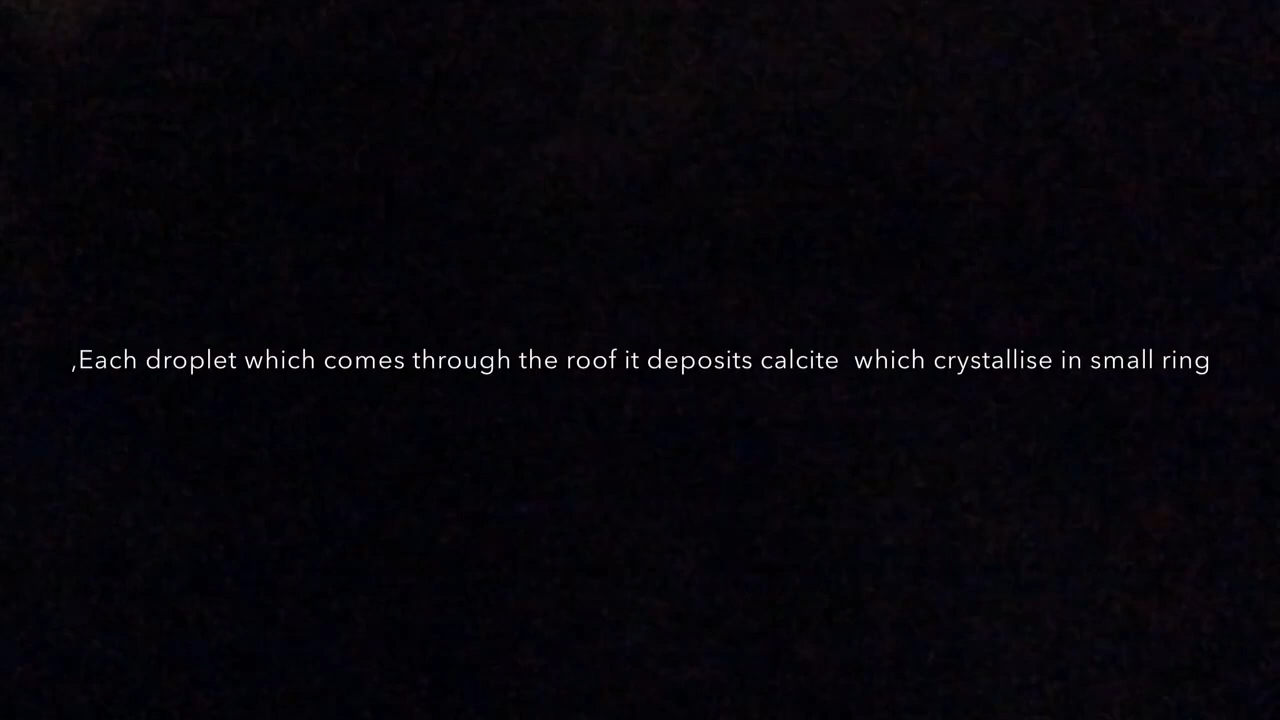 ,Each droplet which comes through the roof it deposits calcite  which crystallise in small ring